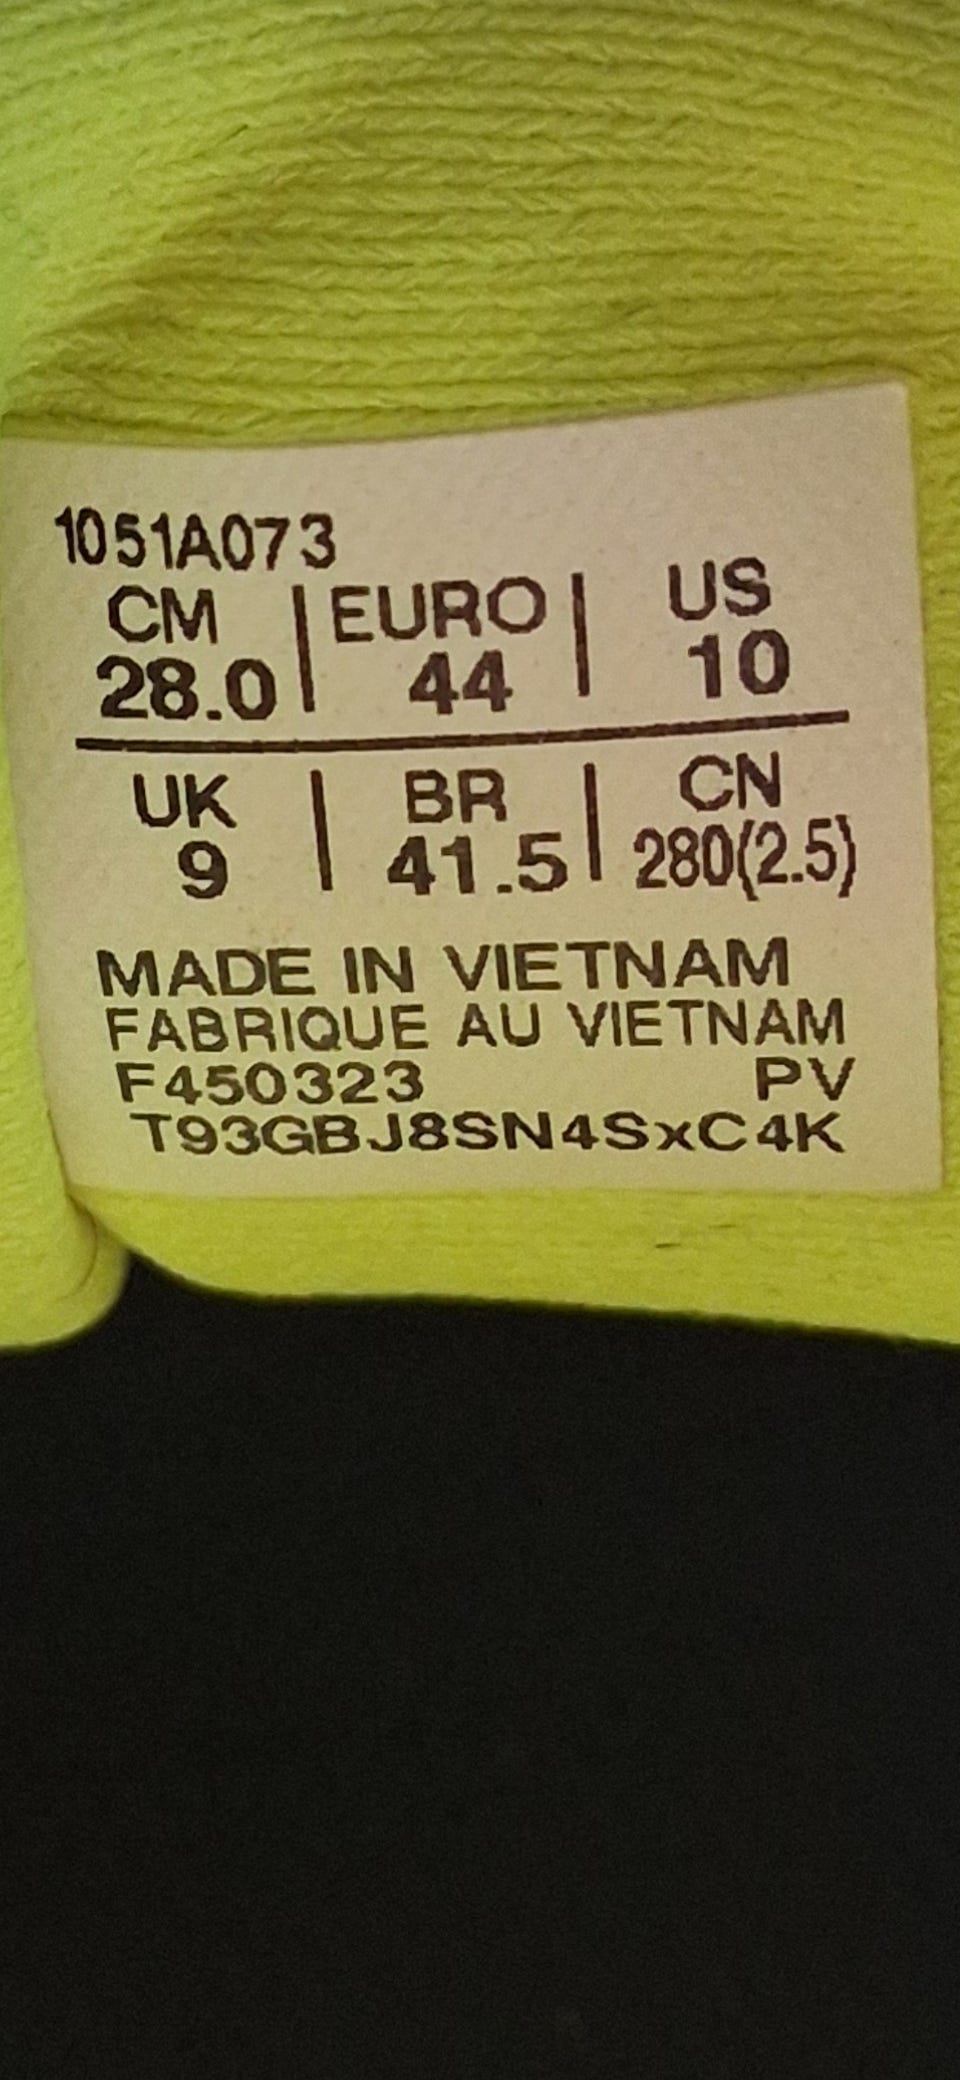 1051A073
CM | EURO | US
28.0 | 44 | 10
UK | BR | CN
9 | 41.5 | 280(2.5)
MADE IN VIETNAM
FABRIQUE AU VIETNAM
F450323 PV
T93GBJ8SN4SxC4K